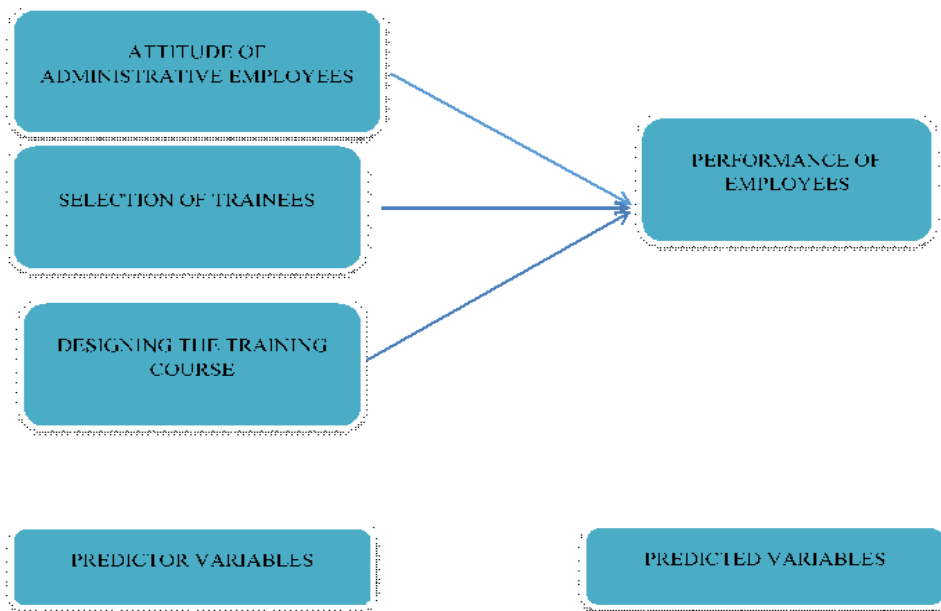 ATTITUDE OF
ADMINISTRATIVE EMPLOYEES
SELECTION OF TRAINEES
DESIGNING THE TRAINING
COURSE
PERFORMANCE OF
EMPLOYEES
PREDICTOR VARIABLES
PREDICTED VARIABLES